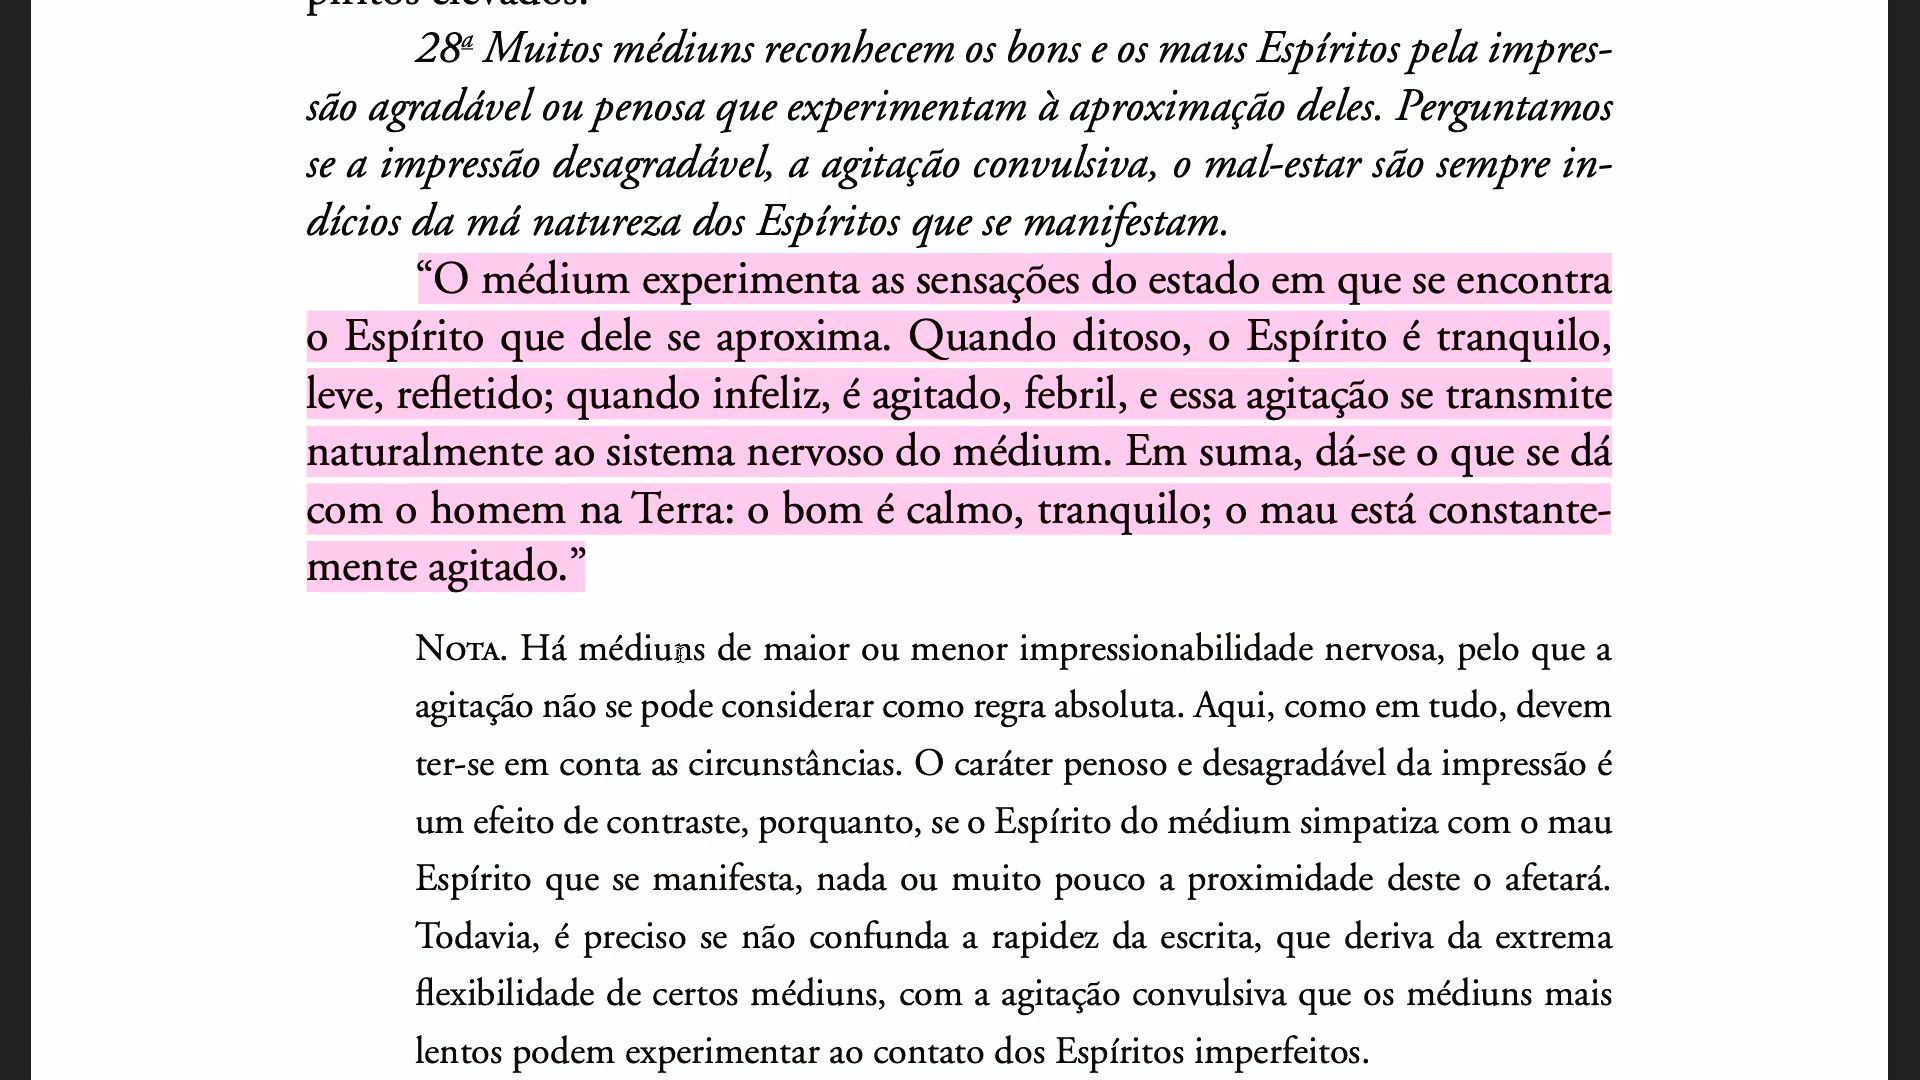 píritos elevados.
28ª Muitos médiuns reconhecem os bons e os maus Espíritos pela impres-
são agradável ou penosa que experimentam à aproximação deles. Perguntamos
se a impressão desagradável, a agitação convulsiva, o mal-estar são sempre in-
dícios da má natureza dos Espíritos que se manifestam.
“O médium experimenta as sensações do estado em que se encontra
o Espírito que dele se aproxima. Quando ditoso, o Espírito é tranquilo,
leve, refletido; quando infeliz, é agitado, febril, e essa agitação se transmite
naturalmente ao sistema nervoso do médium. Em suma, dá-se o que se dá
com o homem na Terra: o bom é calmo, tranquilo; o mau está constante-
mente agitado.”
Nota. Há médiuns de maior ou menor impressionabilidade nervosa, pelo que a
agitação não se pode considerar como regra absoluta. Aqui, como em tudo, devem
ter-se em conta as circunstâncias. O caráter penoso e desagradável da impressão é
um efeito de contraste, porquanto, se o Espírito do médium simpatiza com o mau
Espírito que se manifesta, nada ou muito pouco a proximidade deste o afetará.
Todavia, é preciso se não confunda a rapidez da escrita, que deriva da extrema
flexibilidade de certos médiuns, com a agitação convulsiva que os médiuns mais
lentos podem experimentar ao contato dos Espíritos imperfeitos.